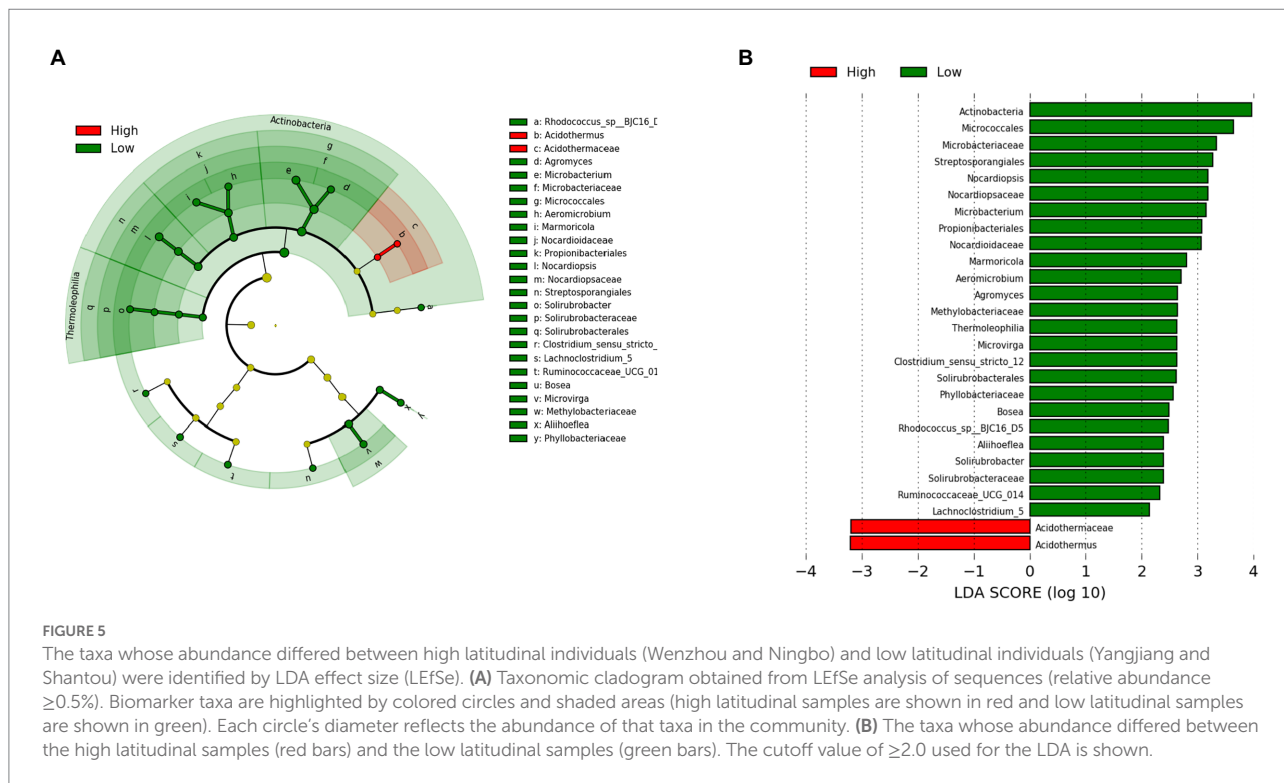 A
High
Low
Actinobacteria
Thermoleophilia
k
g
j
h
f
e
d
i
n
m
l
c
b
a
q
p
o
r
s
t
u
v
w
x
y
a: Rhodococcus_sp__BJC16_D
b: Acidothermus
c: Acidothermaceae
d: Agromyces
e: Microbacterium
f: Microbacteriaceae
g: Micrococcales
h: Aeromicrobium
i: Marmoricola
j: Nocardioidaceae
k: Propionibacteriales
l: Nocardiopsis
m: Nocardiopsaceae
n: Streptosporangiales
o: Solirubrobacter
p: Solirubrobacteraceae
q: Solirubrobacterales
r: Clostridium_sensu_stricto_
s: Lachnoclostridium_5
t: Ruminococcaceae_UCG_01
u: Bosea
v: Microvirga
w: Methylobacteriaceae
x: Aliihoeflea
y: Phyllobacteriaceae
B
High
Low
Actinobacteria
Micrococcales
Microbacteriaceae
Streptosporangiales
Nocardiopsis
Nocardiopsaceae
Microbacterium
Propionibacteriales
Nocardioidaceae
Marmoricola
Aeromicrobium
Agromyces
Methylobacteriaceae
Thermoleophilia
Microvirga
Clostridium_sensu_stricto_12
Solirubrobacterales
Phyllobacteriaceae
Bosea
Rhodococcus_sp__BJC16_D5
Aliihoeflea
Solirubrobacter
Solirubrobacteraceae
Ruminococcaceae_UCG_014
Lachnoclostridium_5
Acidothermaceae
Acidothermus
−4 −3 −2 −1 0 1 2 3 4
LDA SCORE (log 10)
FIGURE 5
The taxa whose abundance differed between high latitudinal individuals (Wenzhou and Ningbo) and low latitudinal individuals (Yangjiang and
Shantou) were identified by LDA effect size (LEfSe). (A) Taxonomic cladogram obtained from LEfSe analysis of sequences (relative abundance
≥0.5%). Biomarker taxa are highlighted by colored circles and shaded areas (high latitudinal samples are shown in red and low latitudinal samples
are shown in green). Each circle's diameter reflects the abundance of that taxa in the community. (B) The taxa whose abundance differed between
the high latitudinal samples (red bars) and the low latitudinal samples (green bars). The cutoff value of ≥2.0 used for the LDA is shown.